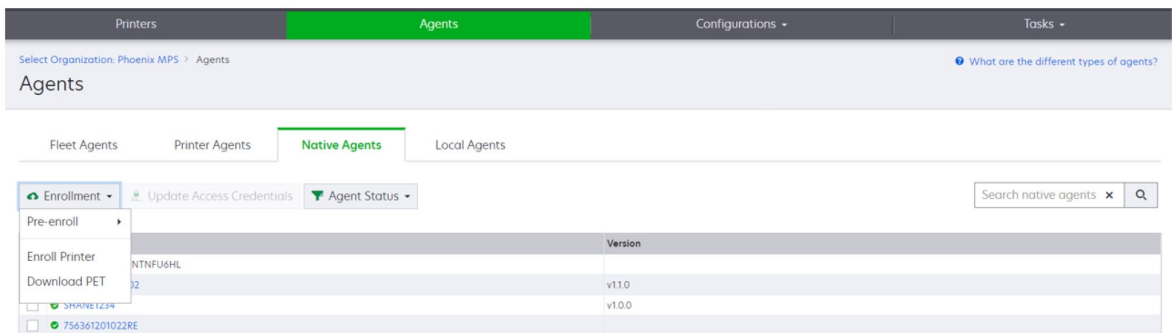 Printers Agents Configurations Tasks
Select Organization: Phoenix MPS > Agents What are the different types of agents?
Agents
Fleet Agents Printer Agents Native Agents Local Agents
Enrollment Update Access Credentials Agent Status Search native agents x
Pre-enroll
Version
Enroll Printer
NTNFU6HL
Download PET
02 v1.1.0
SHANE1234 v1.0.0
756361201022RE